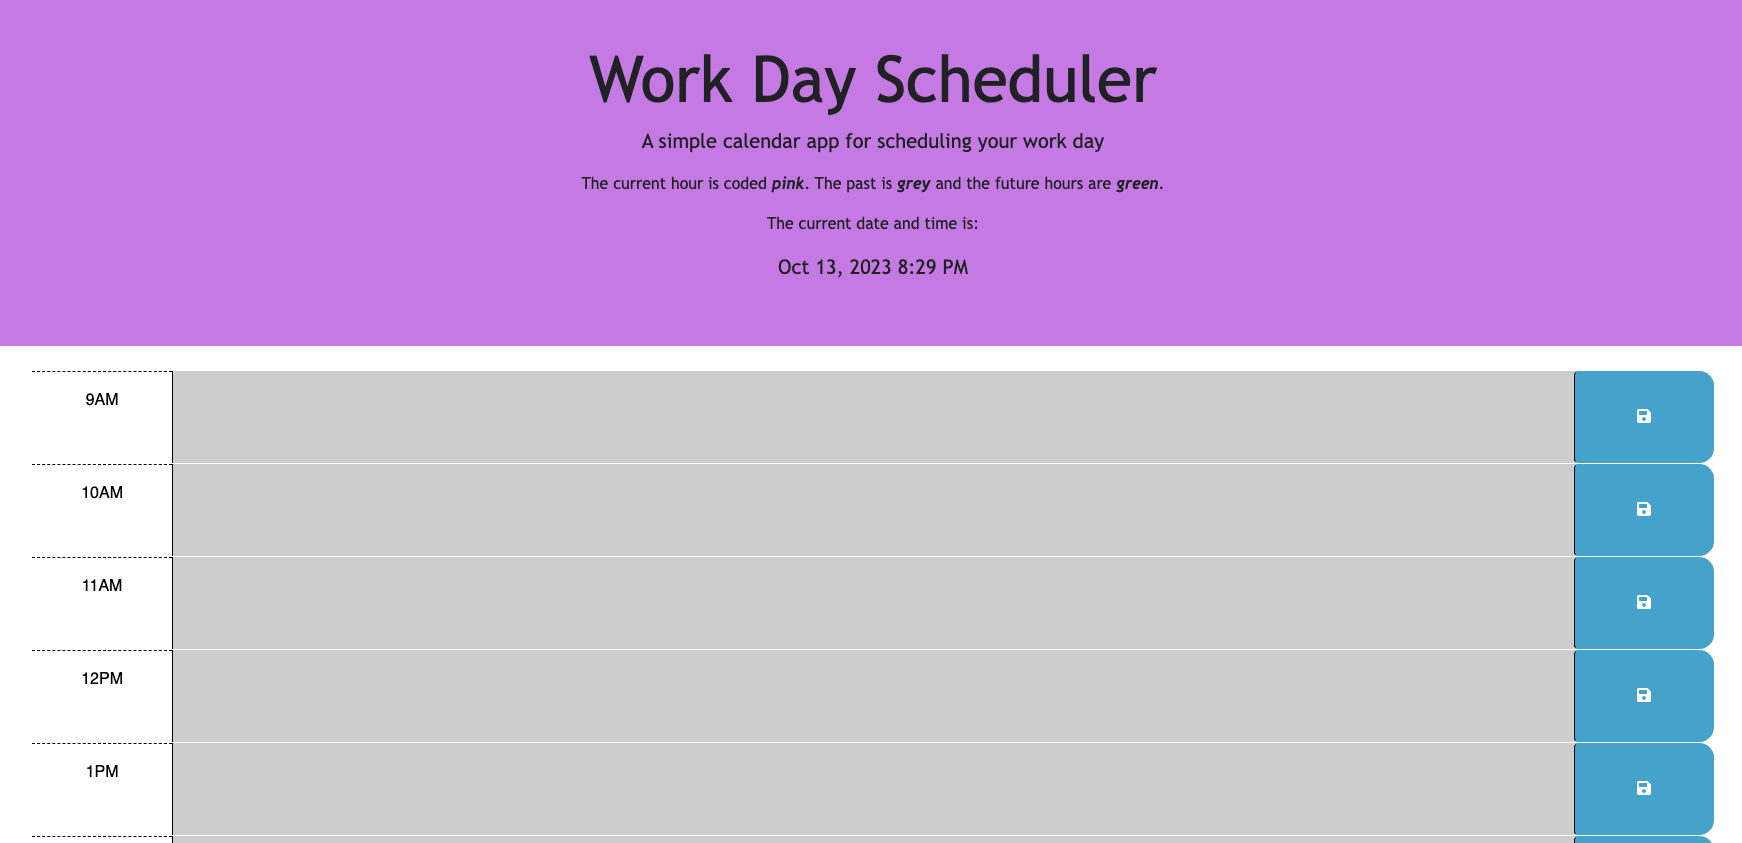 Work Day Scheduler
A simple calendar app for scheduling your work day
The current hour is coded pink. The past is grey and the future hours are green.
The current date and time is:
Oct 13, 2023 8:29 PM
9AM
10AM
11AM
12PM
1PM